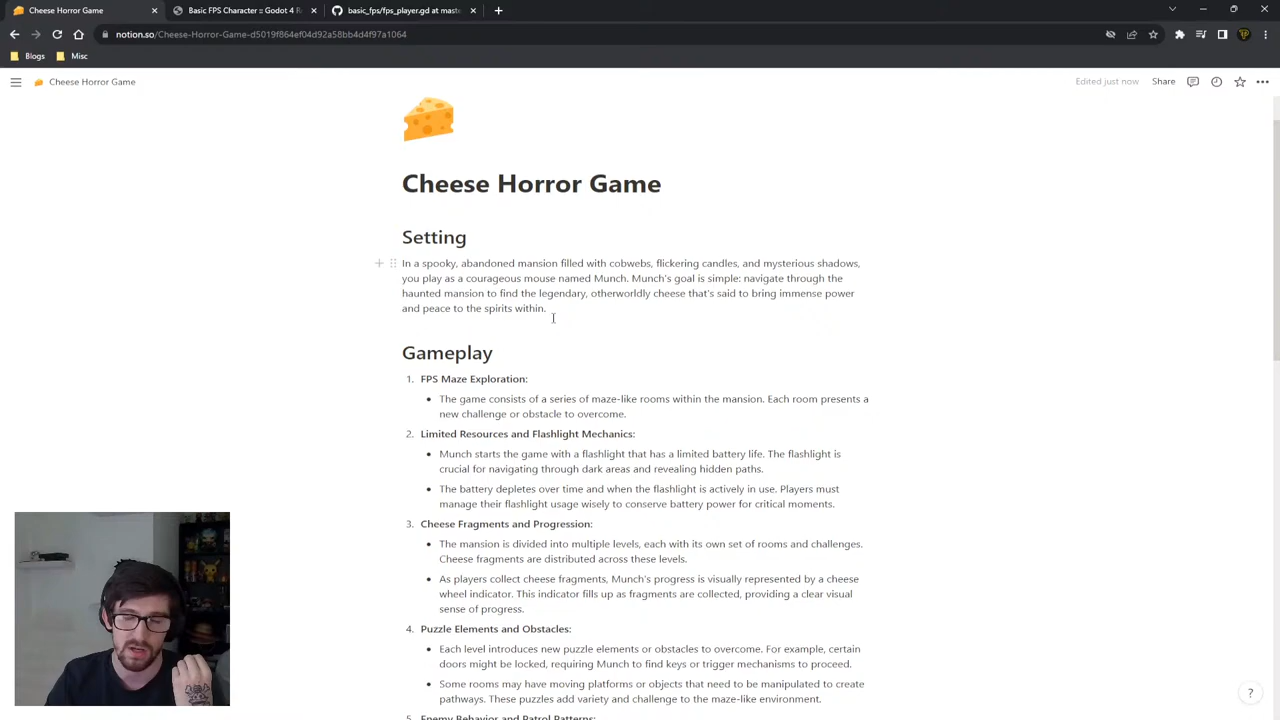 Cheese Horror Game
Basic FPS Character :: Godot 4 R
basic_fps/fps_player.gd at maste
notion.so/Cheese-Horror-Game-d5019f864ef04d92a58bb4d4f97a1064
Blogs
Misc
Cheese Horror Game
Edited just now
Share
Cheese Horror Game
Setting
In a spooky, abandoned mansion filled with cobwebs, flickering candles, and mysterious shadows,
you play as a courageous mouse named Munch. Munch's goal is simple: navigate through the
haunted mansion to find the legendary, otherworldly cheese that's said to bring immense power
and peace to the spirits within.
Gameplay
1. FPS Maze Exploration:
• The game consists of a series of maze-like rooms within the mansion. Each room presents a
new challenge or obstacle to overcome.
2. Limited Resources and Flashlight Mechanics:
• Munch starts the game with a flashlight that has a limited battery life. The flashlight is
crucial for navigating through dark areas and revealing hidden paths.
• The battery depletes over time and when the flashlight is actively in use. Players must
manage their flashlight usage wisely to conserve battery power for critical moments.
3. Cheese Fragments and Progression:
• The mansion is divided into multiple levels, each with its own set of rooms and challenges.
Cheese fragments are distributed across these levels.
• As players collect cheese fragments, Munch's progress is visually represented by a cheese
wheel indicator. This indicator fills up as fragments are collected, providing a clear visual
sense of progress.
4. Puzzle Elements and Obstacles:
• Each level introduces new puzzle elements or obstacles to overcome. For example, certain
doors might be locked, requiring Munch to find keys or trigger mechanisms to proceed.
• Some rooms may have moving platforms or objects that need to be manipulated to create
pathways. These puzzles add variety and challenge to the maze-like environment.
5. Enemy Behavior and Patrol Patterns:
?